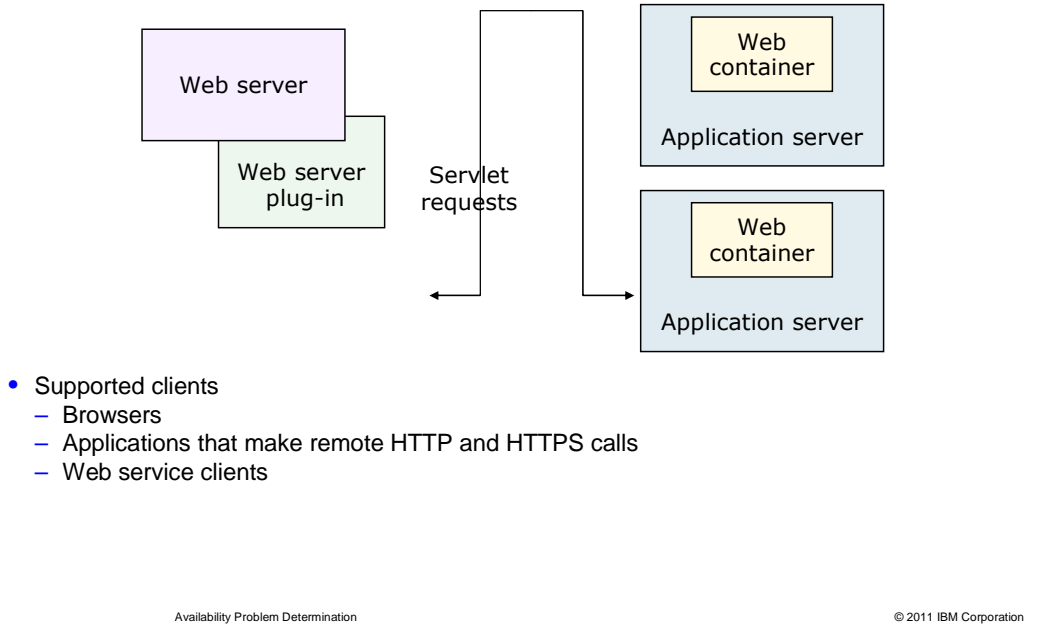 Web server
Web server
plug-in
Servlet
requests
Web
container
Application server
Web
container
Application server
• Supported clients
– Browsers
– Applications that make remote HTTP and HTTPS calls
– Web service clients
Availability Problem Determination
© 2011 IBM Corporation